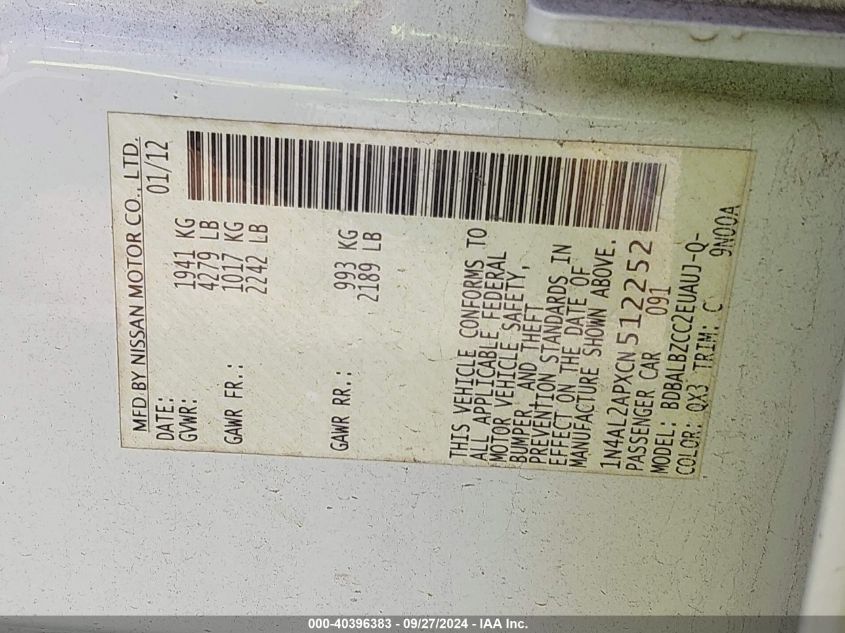 MFD BY NISSAN MOTOR CO., LTD.
DATE: 01/12
GVWR: 1941 KG
4279 LB
GAWR FR.: 1017 KG
2242 LB
GAWR RR.: 993 KG
2189 LB
THIS VEHICLE CONFORMS TO
ALL APPLICABLE FEDERAL
MOTOR VEHICLE SAFETY,
BUMPER, AND THEFT
PREVENTION STANDARDS IN
EFFECT ON THE DATE OF
MANUFACTURE SHOWN ABOVE.
1N4AL2APXCN512252
PASSENGER CAR 091
MODEL: BDBALBZCC2EUAUJ-Q-
COLOR: QX3 TRIM: C 9N00A
000-40396383 - 09/27/2024 - IAA Inc.